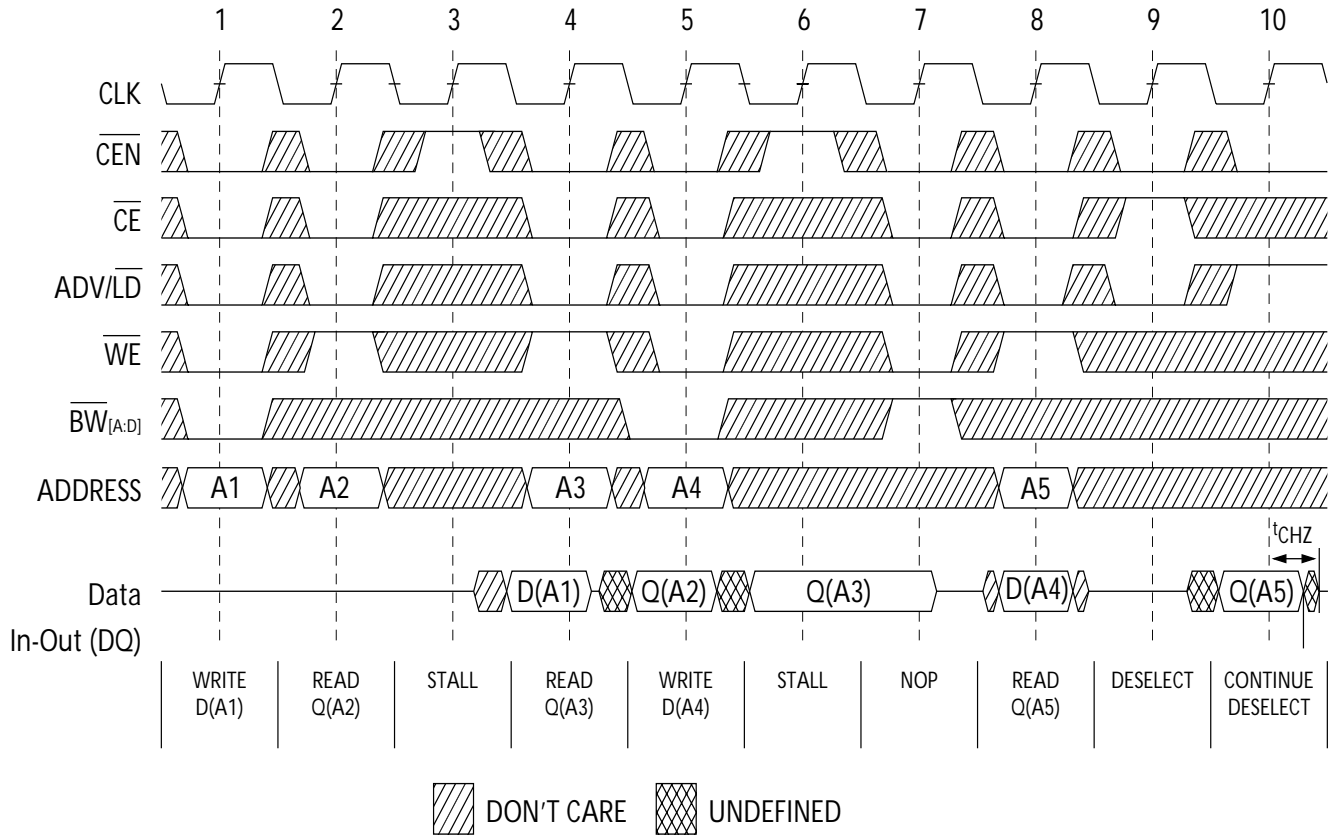 1 2 3 4 5 6 7 8 9 10
CLK
CEN
CE
ADV/LD
WE
BW[A:D]
ADDRESS A1 A2 A3 A4 A5
tCHZ
Data D(A1) Q(A2) Q(A3) D(A4) Q(A5)
In-Out (DQ)
WRITE READ STALL READ WRITE STALL NOP READ DESELECT CONTINUE
D(A1) Q(A2) Q(A3) D(A4) Q(A5) DESELECT
DON'T CARE UNDEFINED